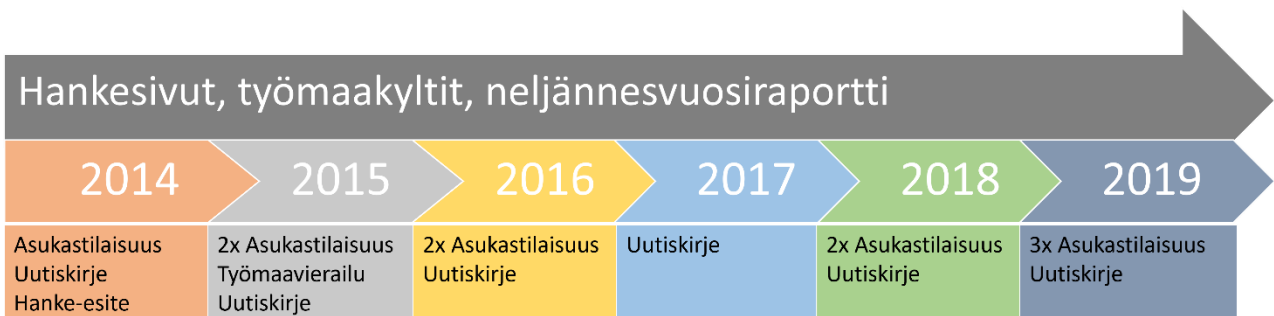 Hankesivut, työmaakyltit, neljännesvuosiraportti
2014
2015
2016
2017
2018
2019
Asukastilaisuus
Uutiskirje
Hanke-esite
2x Asukastilaisuus
Työmaavierailu
Uutiskirje
2x Asukastilaisuus
Uutiskirje
Uutiskirje
2x Asukastilaisuus
Uutiskirje
3x Asukastilaisuus
Uutiskirje